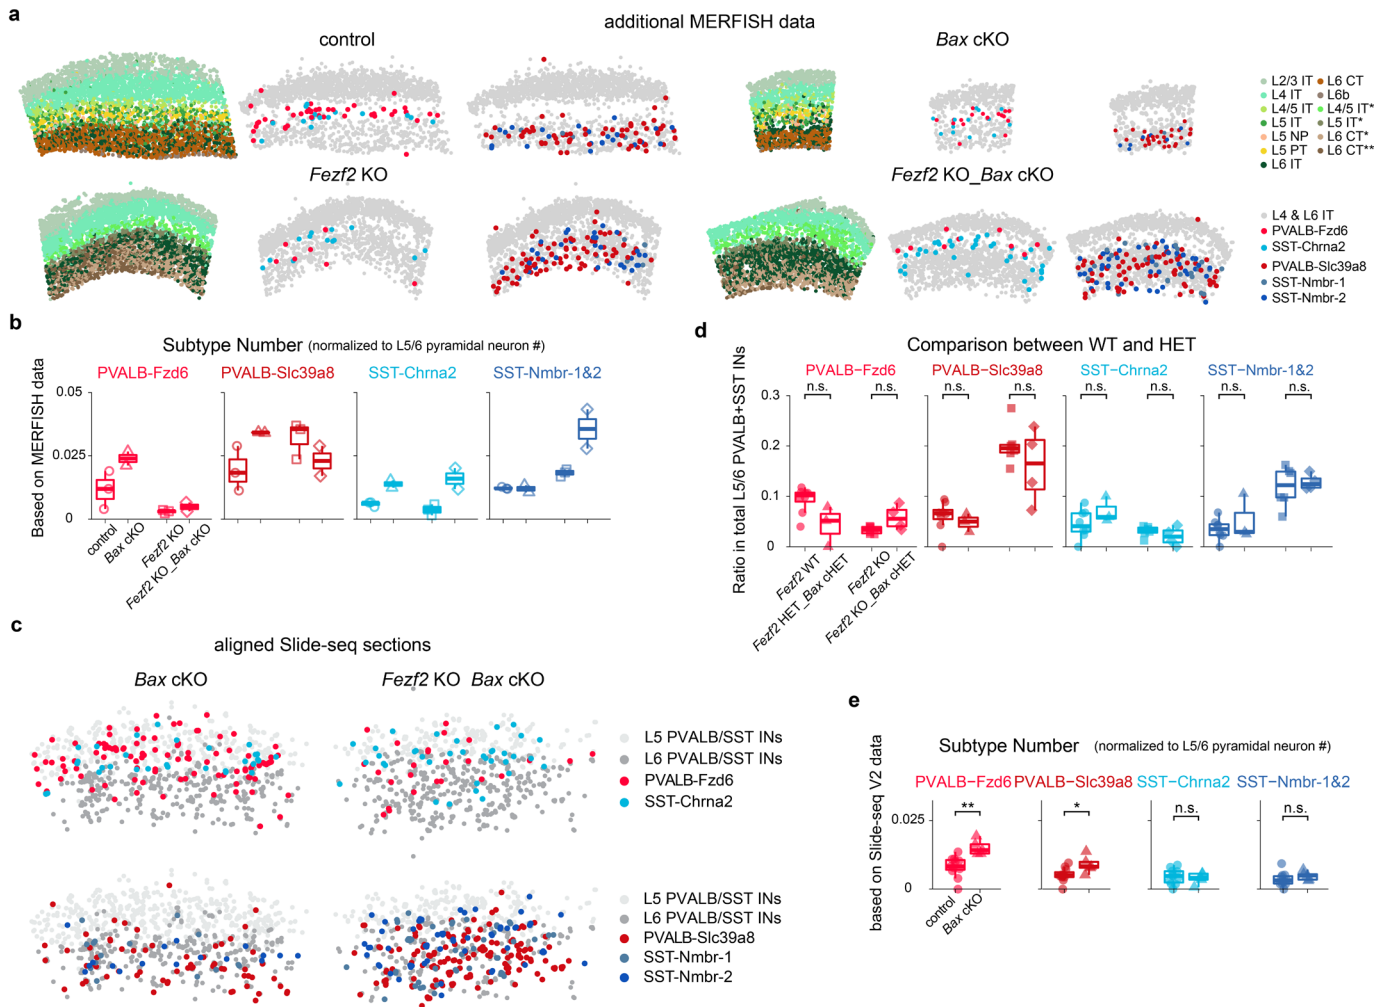 a
additional MERFISH data
control
Bax cKO
L2/3 IT
L4 IT
L4/5 IT
L5 IT
L5 NP
L5 PT
L6 IT
L6 CT
L6b
L4/5 IT*
L5 IT*
L6 CT*
L6 CT**
Fezf2 KO
Fezf2 KO_Bax cKO
L4 & L6 IT
PVALB-Fzd6
SST-Chrna2
PVALB-Slc39a8
SST-Nmbr-1
SST-Nmbr-2
b
Subtype Number (normalized to L5/6 pyramidal neuron #)
PVALB-Fzd6
PVALB-Slc39a8
SST-Chrna2
SST-Nmbr-1&2
Based on MERFISH data
0.05
0.025
0
control
Bax cKO
Fezf2 KO
Fezf2 KO_Bax cKO
c
aligned Slide-seq sections
Bax cKO
Fezf2 KO Bax cKO
L5 PVALB/SST INs
L6 PVALB/SST INs
PVALB-Fzd6
SST-Chrna2
L5 PVALB/SST INs
L6 PVALB/SST INs
PVALB-Slc39a8
SST-Nmbr-1
SST-Nmbr-2
d
Comparison between WT and HET
PVALB−Fzd6
PVALB−Slc39a8
SST−Chrna2
SST−Nmbr-1&2
n.s.
n.s.
n.s.
n.s.
n.s.
n.s.
n.s.
n.s.
Ratio in total L5/6 PVALB+SST INs
0.3
0.2
0.1
0
Fezf2 WT
Fezf2 HET_Bax cHET
Fezf2 KO
Fezf2 KO_Bax cHET
e
Subtype Number (normalized to L5/6 pyramidal neuron #)
PVALB−Fzd6
PVALB−Slc39a8
SST−Chrna2
SST−Nmbr-1&2
based on Slide-seq V2 data
0.025
0
**
*
n.s.
n.s.
control
Bax cKO